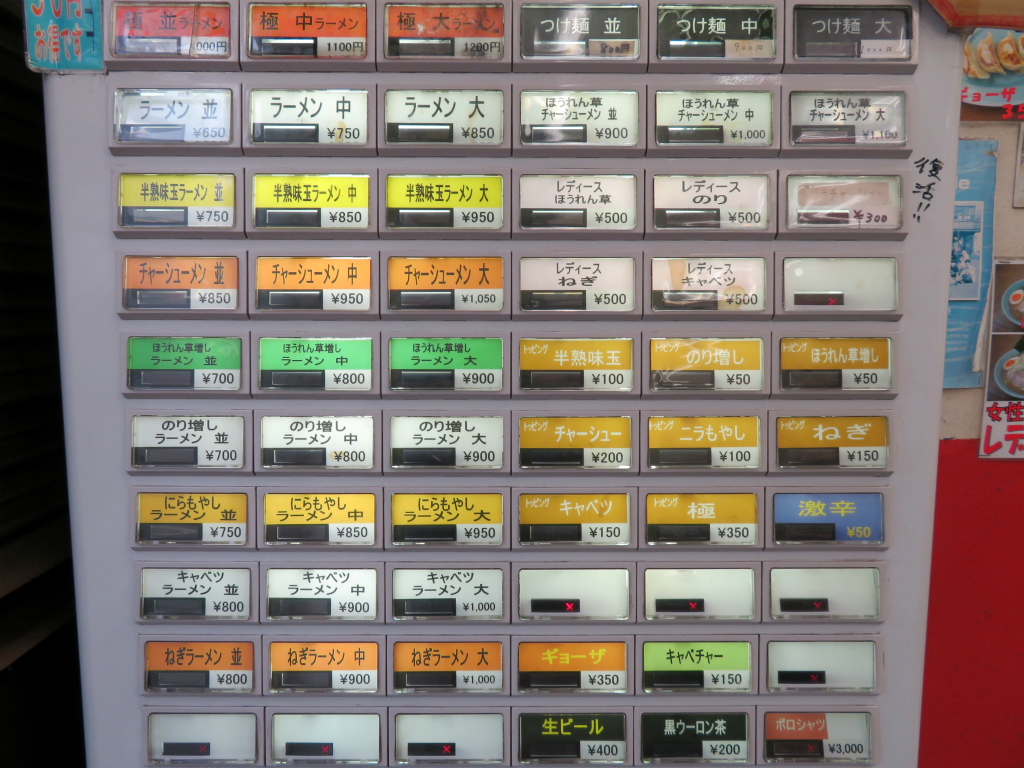 お得です
極 並ラーメン
000円
極 中ラーメン
1100円
極 大ラーメン
1200円
つけ麺 並
800円
つけ麺 中
900円
つけ麺 大
ラーメン 並
¥650
ラーメン 中
¥750
ラーメン 大
¥850
ほうれん草
チャーシューメン 並
¥900
ほうれん草
チャーシューメン 中
¥1,000
ほうれん草
チャーシューメン 大
¥1,100
ョーザ
復活!!
半熟味玉ラーメン 並
¥750
半熟味玉ラーメン 中
¥850
半熟味玉ラーメン 大
¥950
レディース
ほうれん草
¥500
レディース
のり
¥500
¥300
チャーシューメン 並
¥850
チャーシューメン 中
¥950
チャーシューメン 大
¥1,050
レディース
ねぎ
¥500
レディース
キャベツ
¥500
ほうれん草増し
ラーメン 並
¥700
ほうれん草増し
ラーメン 中
¥800
ほうれん草増し
ラーメン 大
¥900
トッピング 半熟味玉
¥100
トッピング のり増し
¥50
トッピング ほうれん草増し
¥50
のり増し
ラーメン 並
¥700
のり増し
ラーメン 中
¥800
のり増し
ラーメン 大
¥900
トッピング チャーシュー
¥200
トッピング ニラもやし
¥100
トッピング ねぎ
¥150
女性
レデ
にらもやし
ラーメン 並
¥750
にらもやし
ラーメン 中
¥850
にらもやし
ラーメン 大
¥950
トッピング キャベツ
¥150
トッピング 極
¥350
激辛
¥50
キャベツ
ラーメン 並
¥800
キャベツ
ラーメン 中
¥900
キャベツ
ラーメン 大
¥1,000
ねぎラーメン 並
¥800
ねぎラーメン 中
¥900
ねぎラーメン 大
¥1,000
ギョーザ
¥350
キャベチャー
¥150
生ビール
¥400
黒ウーロン茶
¥200
ポロシャツ
¥3,000